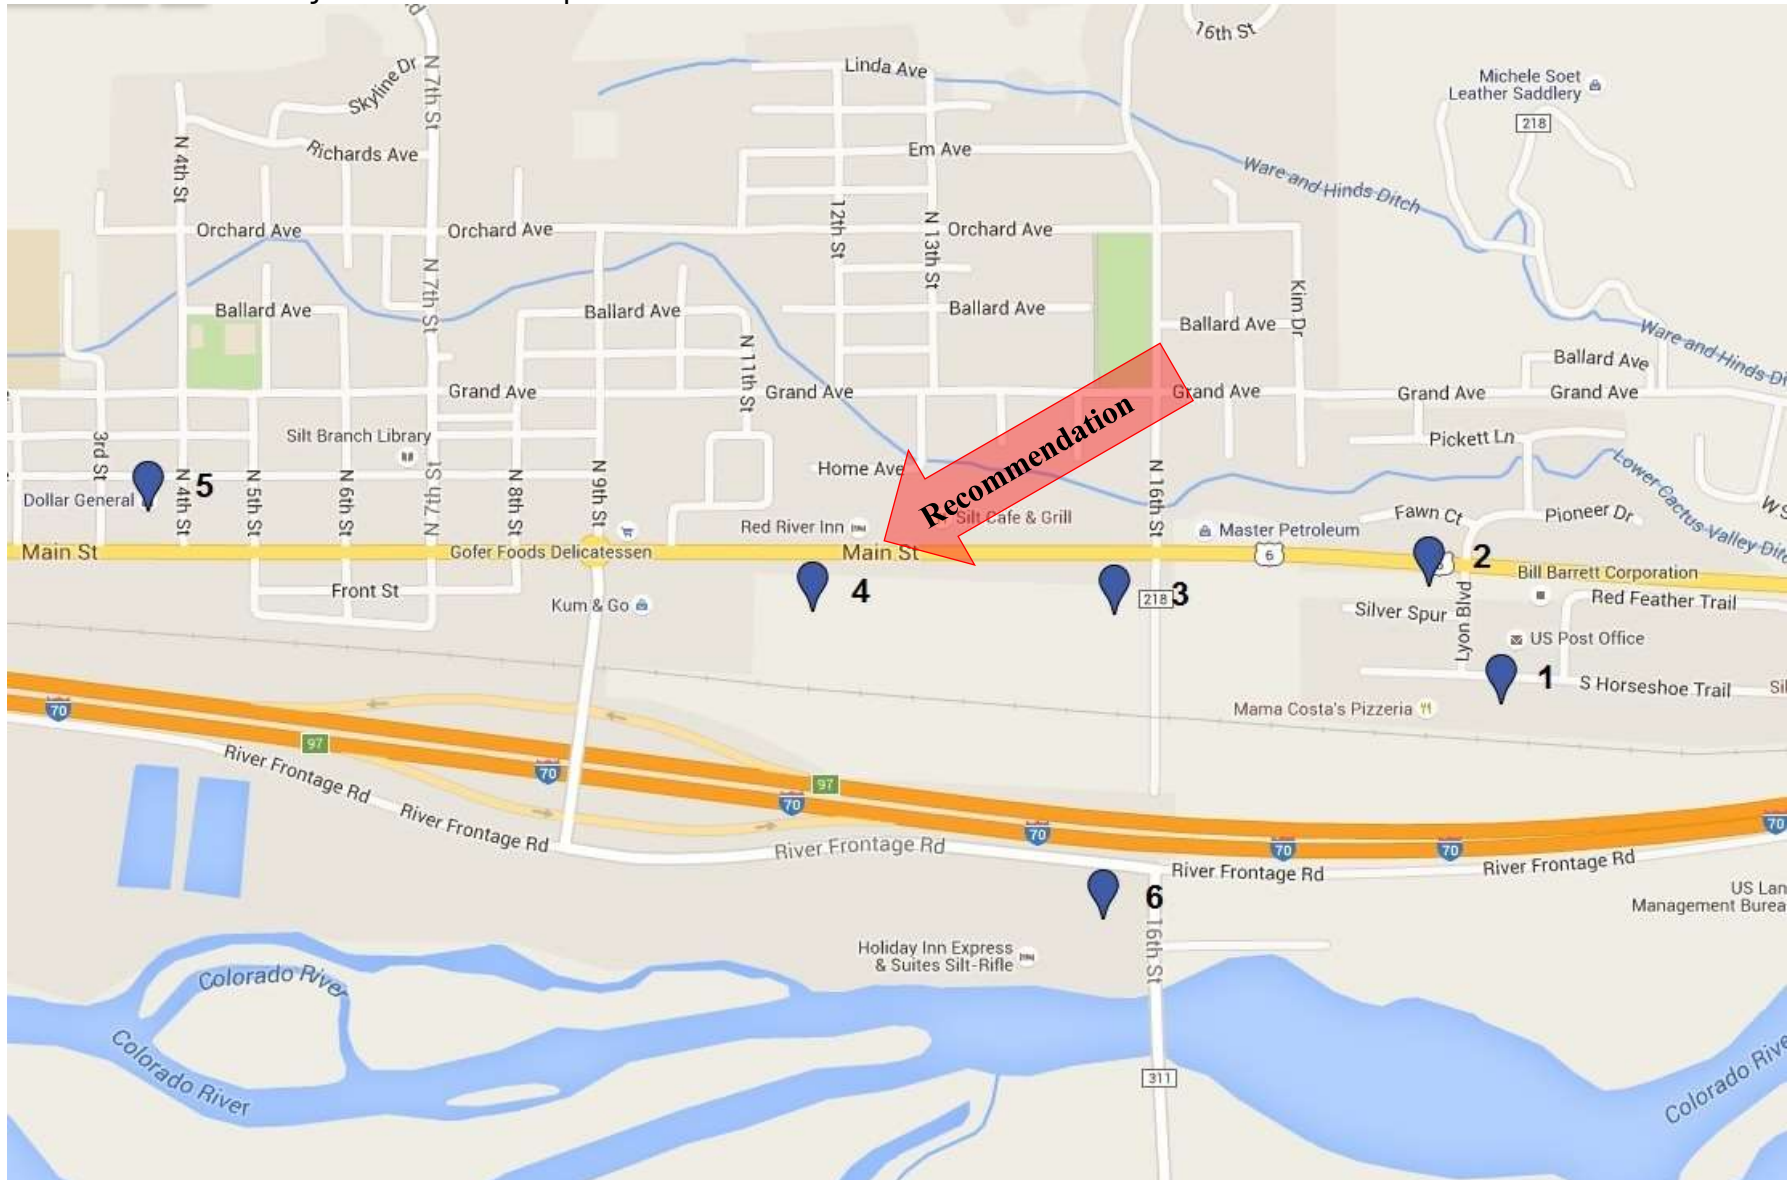 16th St
Linda Ave
Skyline Dr
N 7th St
Michele Soet
Leather Saddlery
218
N 4th St
Richards Ave
Em Ave
Ware and Hinds Ditch
Orchard Ave
Orchard Ave
12th St
N 13th St
Orchard Ave
N 7th St
Kim Dr
Ballard Ave
Ballard Ave
Ballard Ave
Ballard Ave
Ware and Hinds Di
Ballard Ave
N 11th St
Grand Ave
Grand Ave
Grand Ave
Grand Ave
Grand Ave
Recommendation
3rd St
Silt Branch Library
Pickett Ln
Home Ave
Lower Cactus Valley Ditc
Dollar General
5
N 4th St
N 5th St
N 6th St
N 7th St
N 8th St
N 9th St
N 16th St
W S
Red River Inn
Silt Cafe & Grill
Master Petroleum
Fawn Ct
Pioneer Dr
Main St
Gofer Foods Delicatessen
Main St
6
6
2
Bill Barrett Corporation
Front St
Kum & Go
4
218
3
Silver Spur
Lyon Blvd
Red Feather Trail
US Post Office
1
S Horseshoe Trail
Sil
Mama Costa's Pizzeria
70
97
River Frontage Rd
70
97
70
River Frontage Rd
River Frontage Rd
70
70
70
70
River Frontage Rd
River Frontage Rd
6
US Lan
Management Burea
Holiday Inn Express
& Suites Silt-Rifle
16th St
Colorado River
Colorado River
311
Colorado Rive